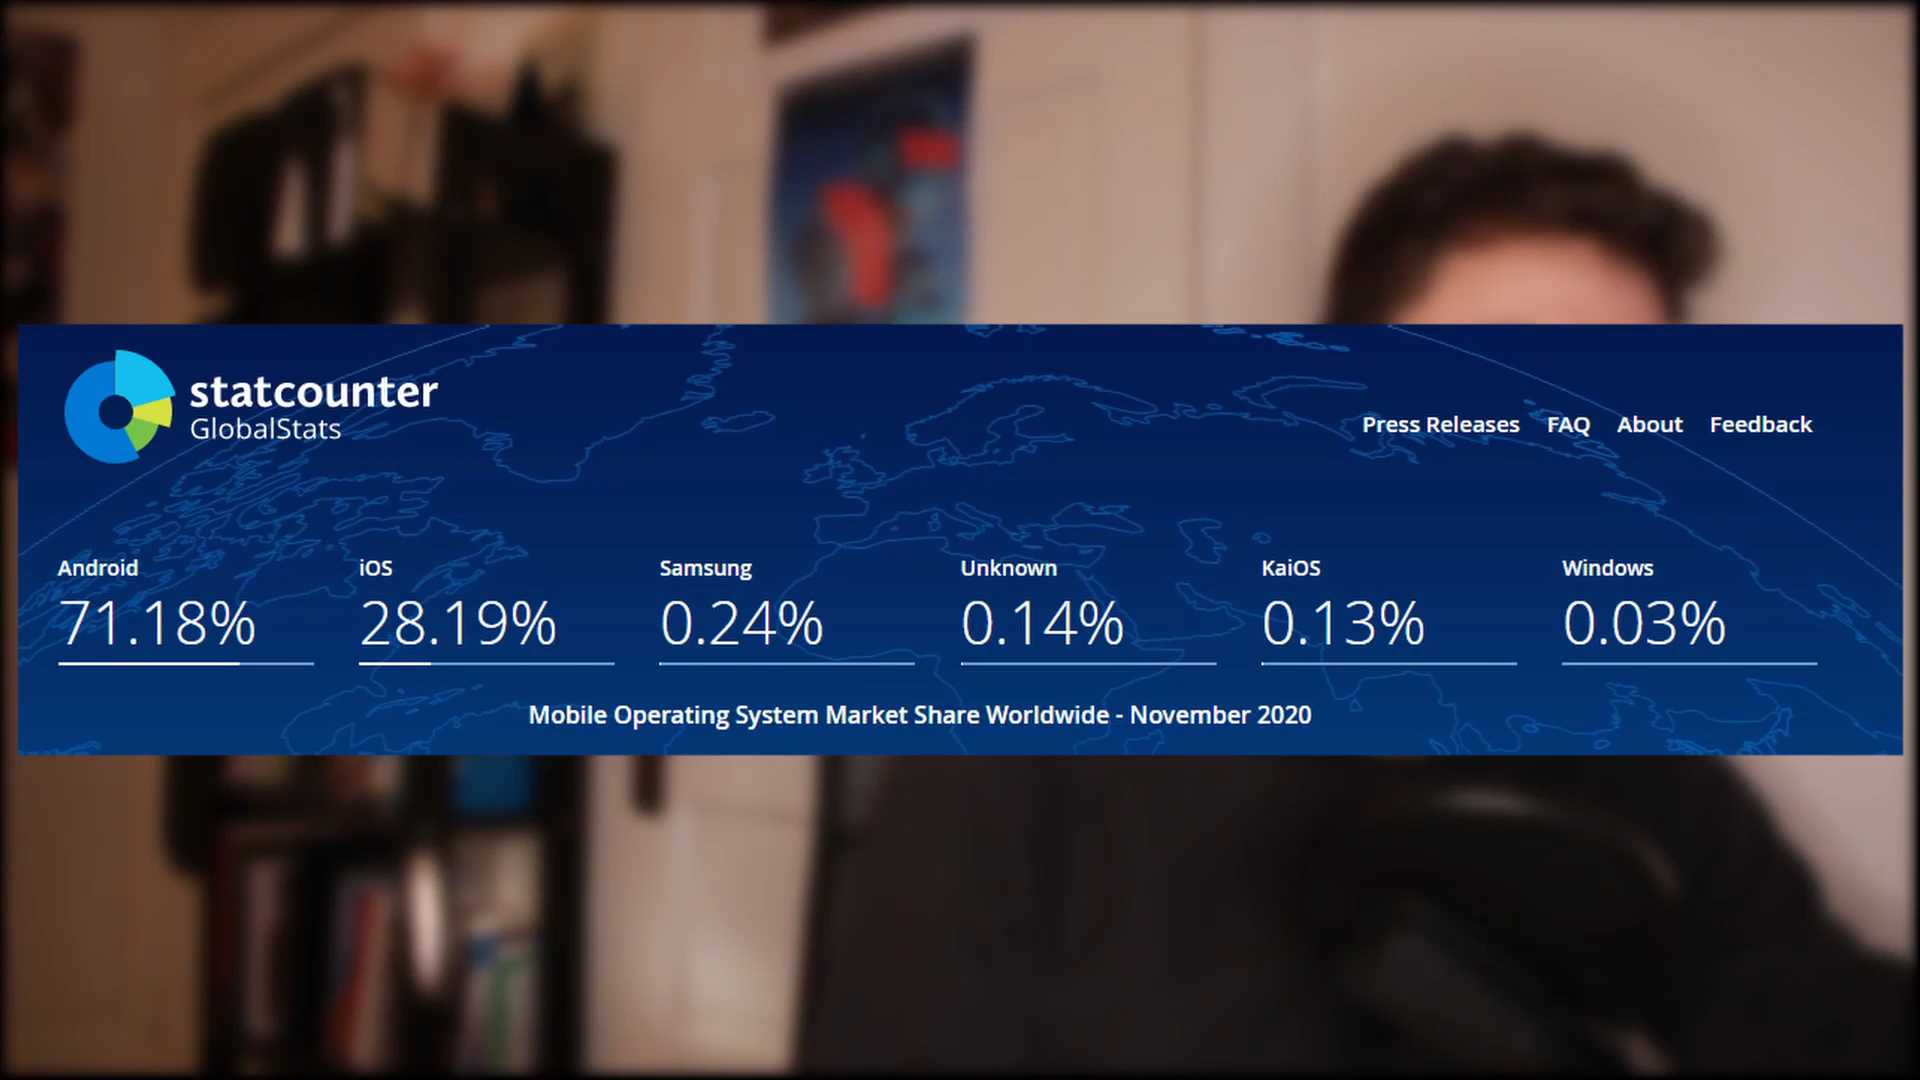 statcounter
GlobalStats
Press Releases FAQ About Feedback
Android iOS Samsung Unknown KaiOS Windows
71.18% 28.19% 0.24% 0.14% 0.13% 0.03%
Mobile Operating System Market Share Worldwide - November 2020